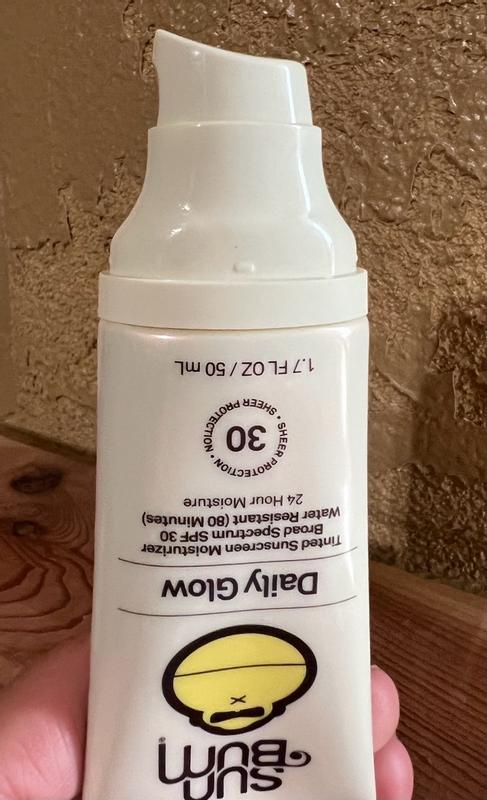 SUN
BUM®
Daily Glow
Tinted Sunscreen Moisturizer
Broad Spectrum SPF 30
Water Resistant (80 Minutes)
24 Hour Moisture
SHEER PROTECTION • SHEER PROTECTION •
30
1.7 FL OZ / 50 mL